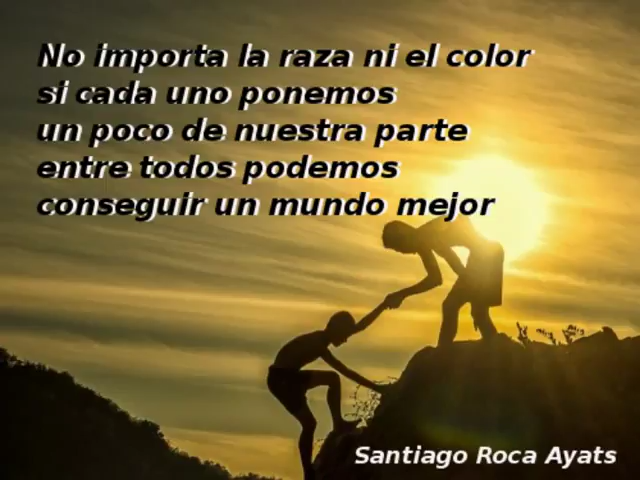 No importa la raza ni el color
si cada uno ponemos
un poco de nuestra parte
entre todos podemos
conseguir un mundo mejor
Santiago Roca Ayats